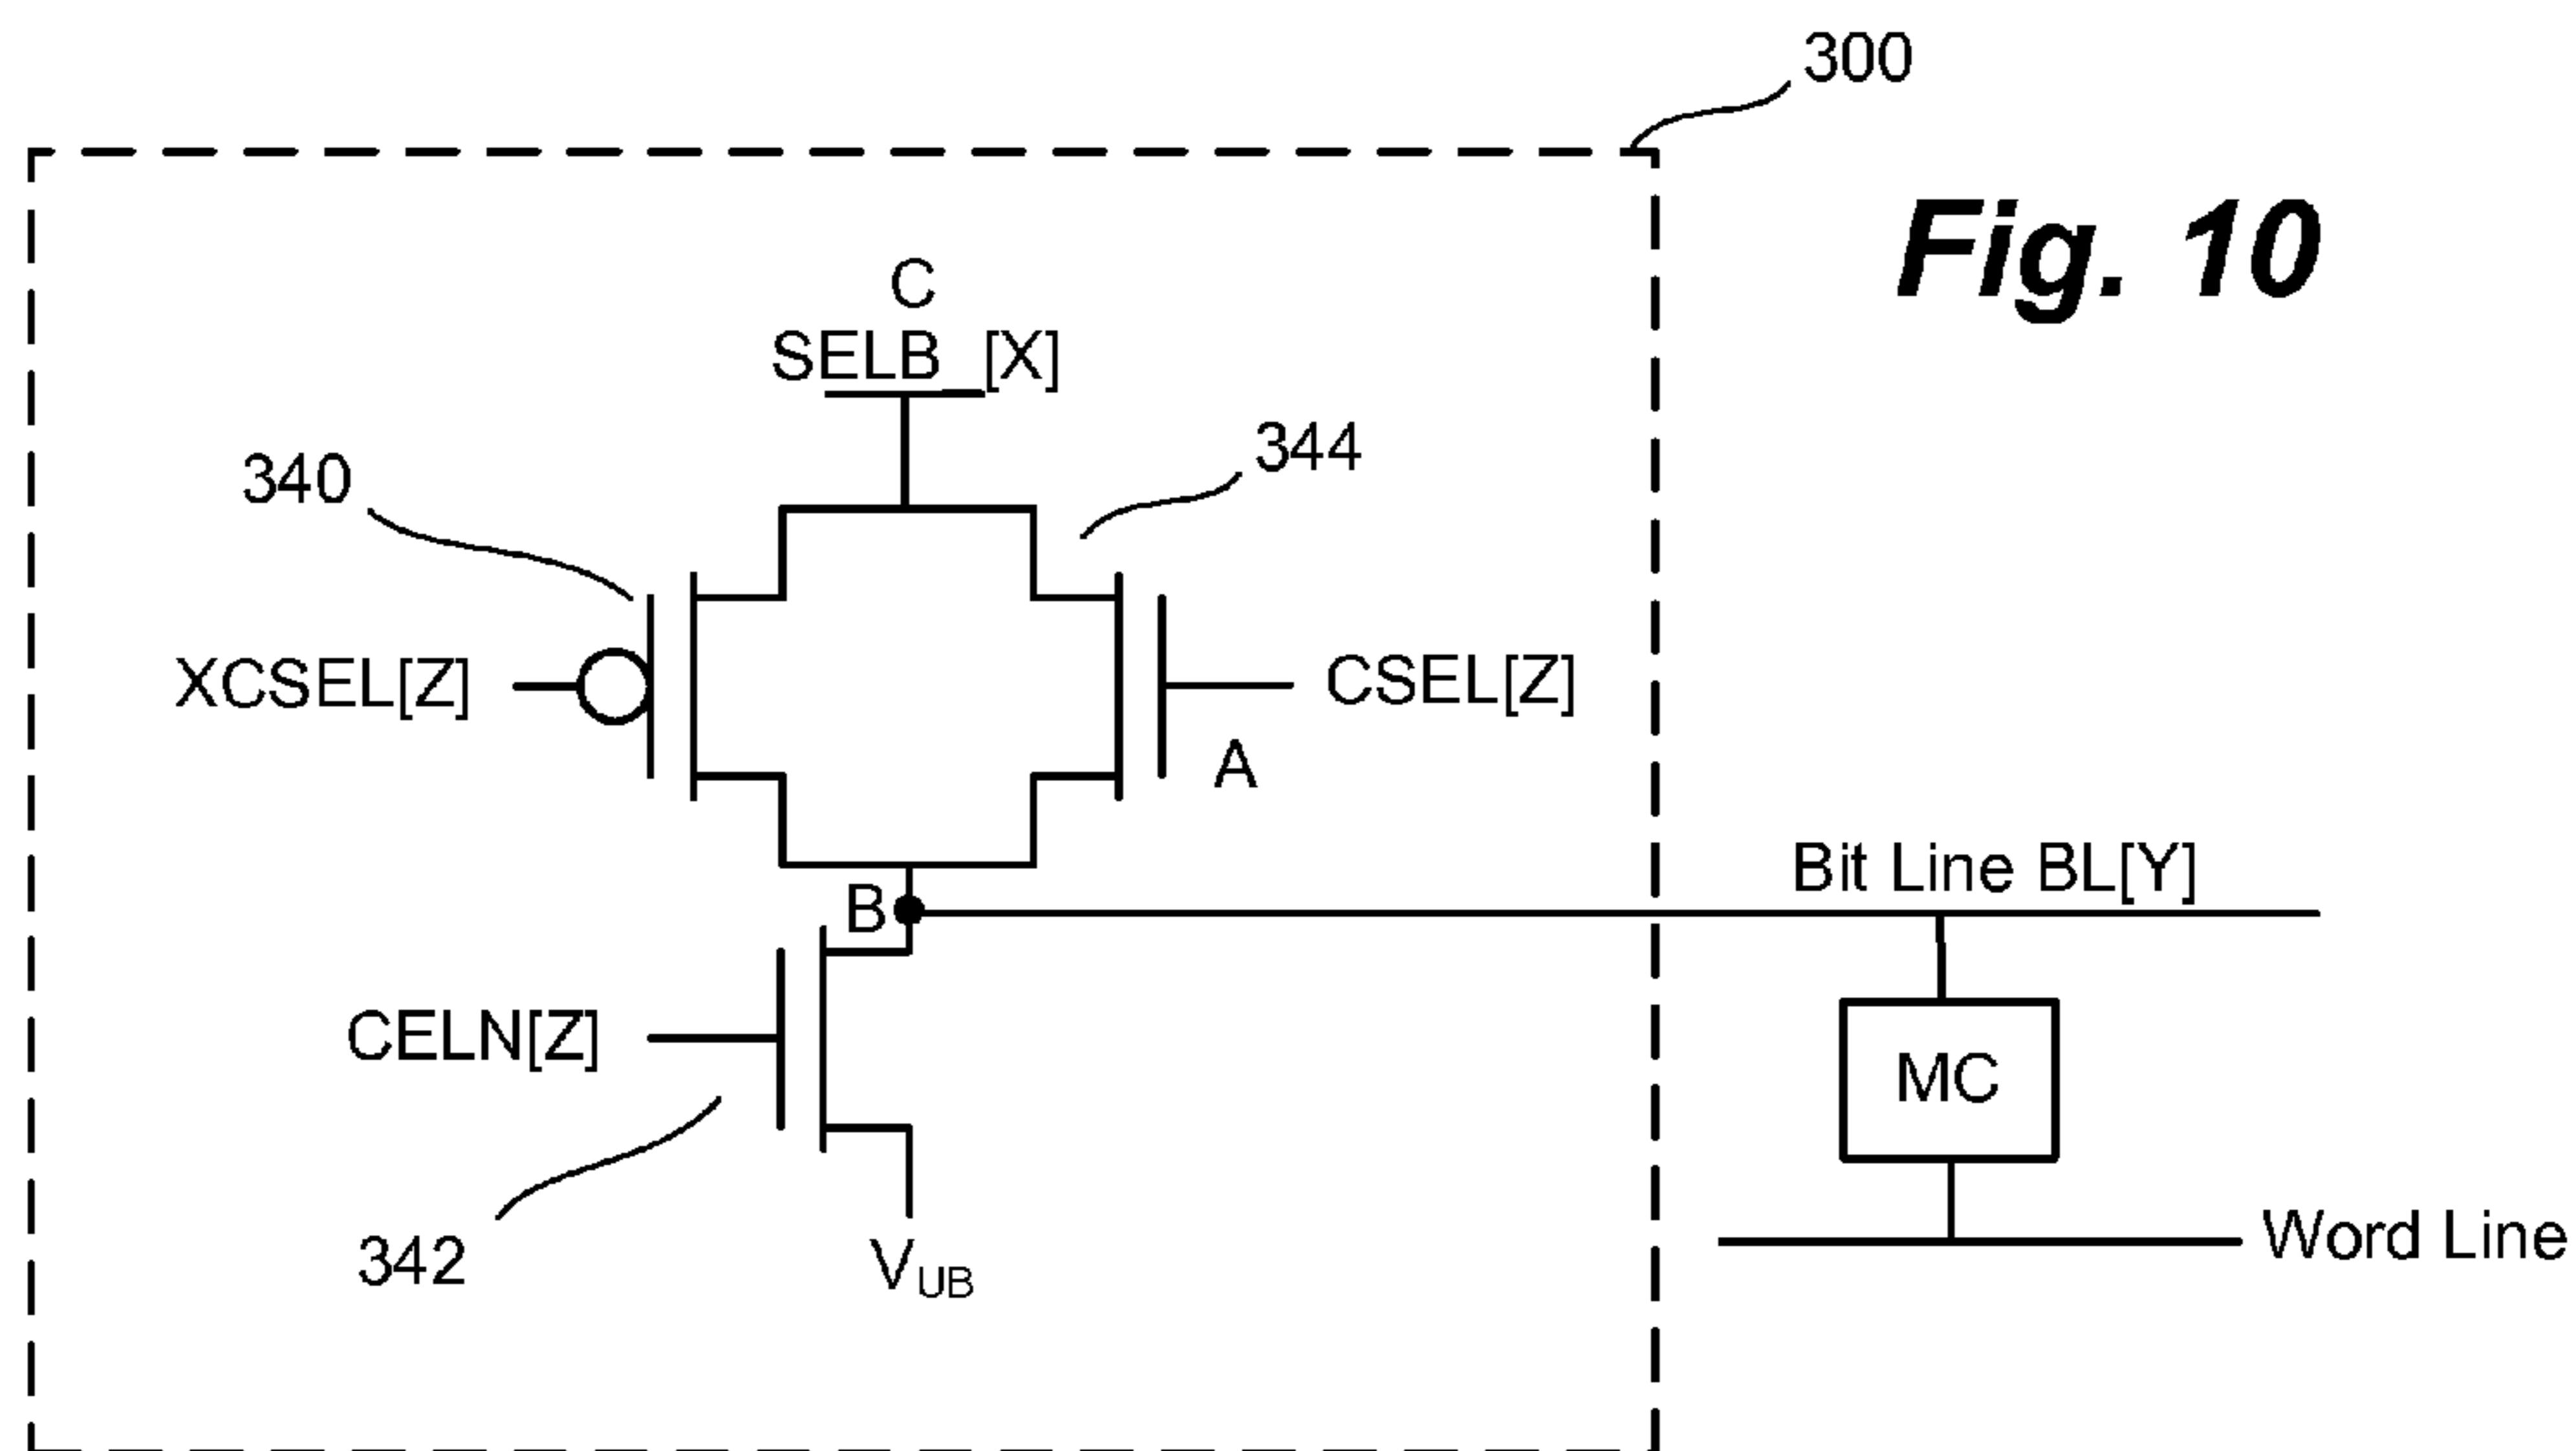 300
Fig. 10
C
SELB_[X]
344
340
XCSEL[Z]
CSEL[Z]
A
Bit Line BL[Y]
B
CELN[Z]
MC
Word Line
342
VUB